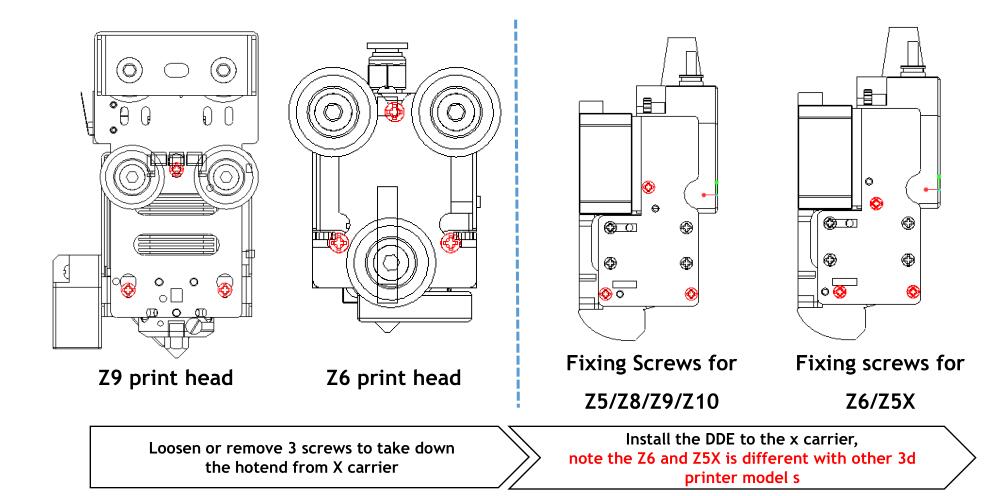 Z9 print head
Z6 print head
Fixing Screws for
Z5/Z8/Z9/Z10
Fixing screws for
Z6/Z5X
Loosen or remove 3 screws to take down
the hotend from X carrier
Install the DDE to the x carrier,
note the Z6 and Z5X is different with other 3d
printer model s